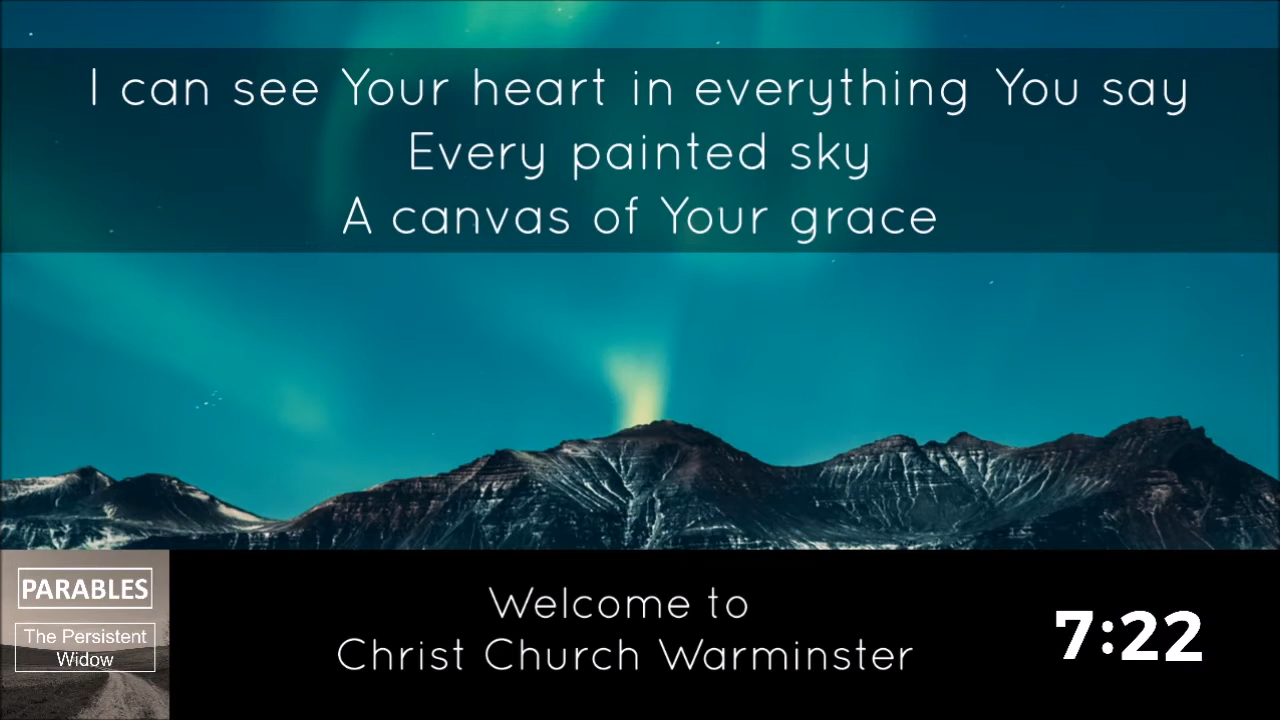 I can see Your heart in everything You say
Every painted sky
A canvas of Your grace
PARABLES
The Persistent
Widow
Welcome to
Christ Church Warminster
7:22